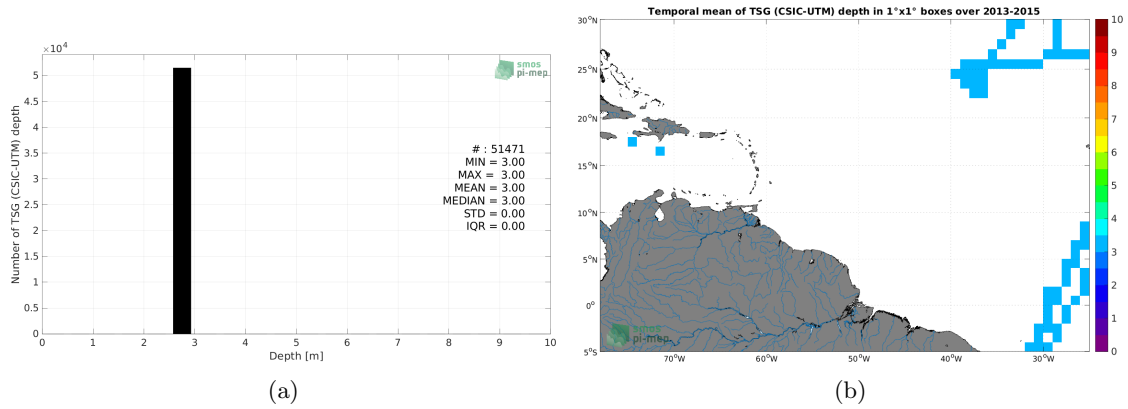 ×10⁴
5
4.5
4
3.5
3
2.5
2
1.5
1
0.5
0
Number of TSG (CSIC-UTM) depth
smos
pi-mep
# : 51471
MIN = 3.00
MAX = 3.00
MEAN = 3.00
MEDIAN = 3.00
STD = 0.00
IQR = 0.00
0 1 2 3 4 5 6 7 8 9 10
Depth [m]
(a)
Temporal mean of TSG (CSIC-UTM) depth in 1°x1° boxes over 2013-2015
30°N
25°N
20°N
15°N
10°N
5°N
0°
5°S
70°W 60°W 50°W 40°W 30°W
smos
pi-mep
10
9
8
7
6
5
4
3
2
1
0
(b)